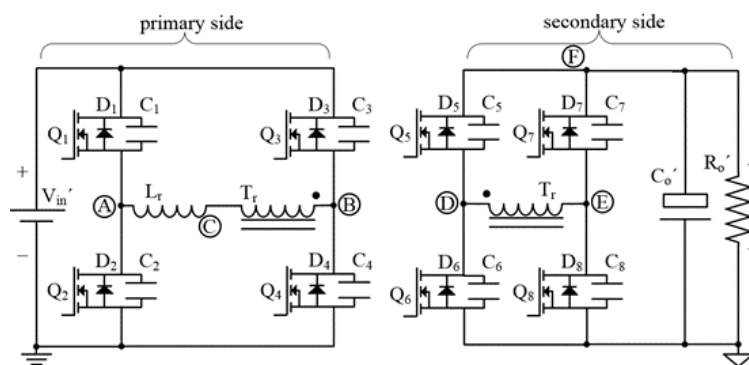 primary side
secondary side
F
D₁ C₁ D₃ C₃ D₅ C₅ D₇ C₇
Q₁ Q₃ Q₅ Q₇
+ Vin´ − A Lr C Tr B D Tr E Co´ Ro´ + −
D₂ C₂ D₄ C₄ D₆ C₆ D₈ C₈
Q₂ Q₄ Q₆ Q₈